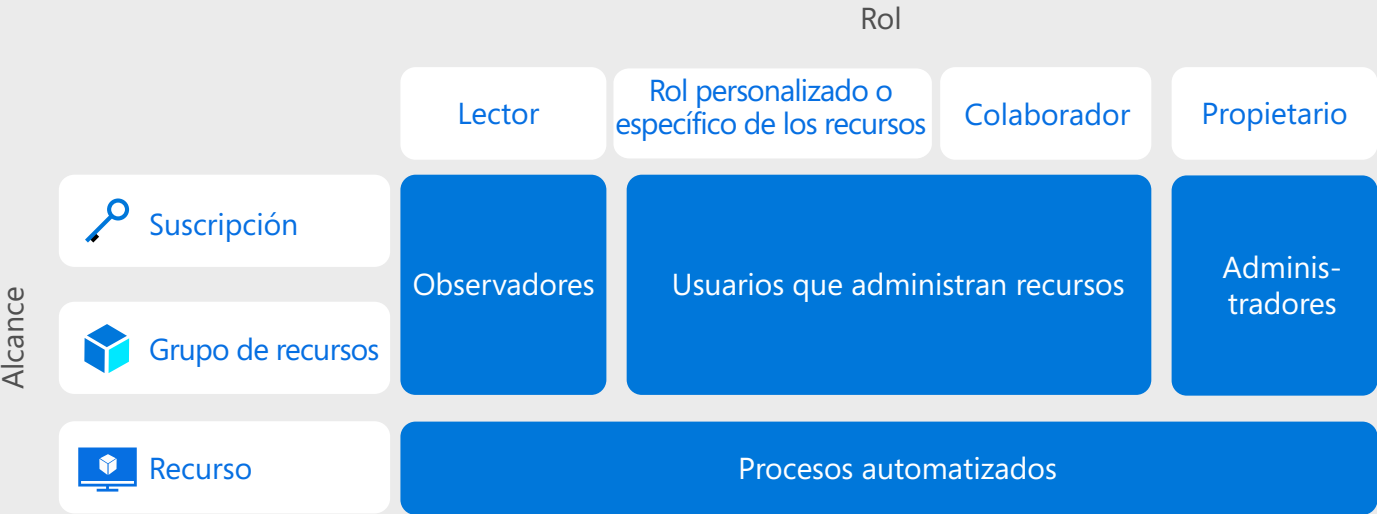 Rol
Lector
Rol personalizado o
específico de los recursos
Colaborador
Propietario
Alcance
Suscripción
Observadores
Usuarios que administran recursos
Adminis-
tradores
Grupo de recursos
Recurso
Procesos automatizados